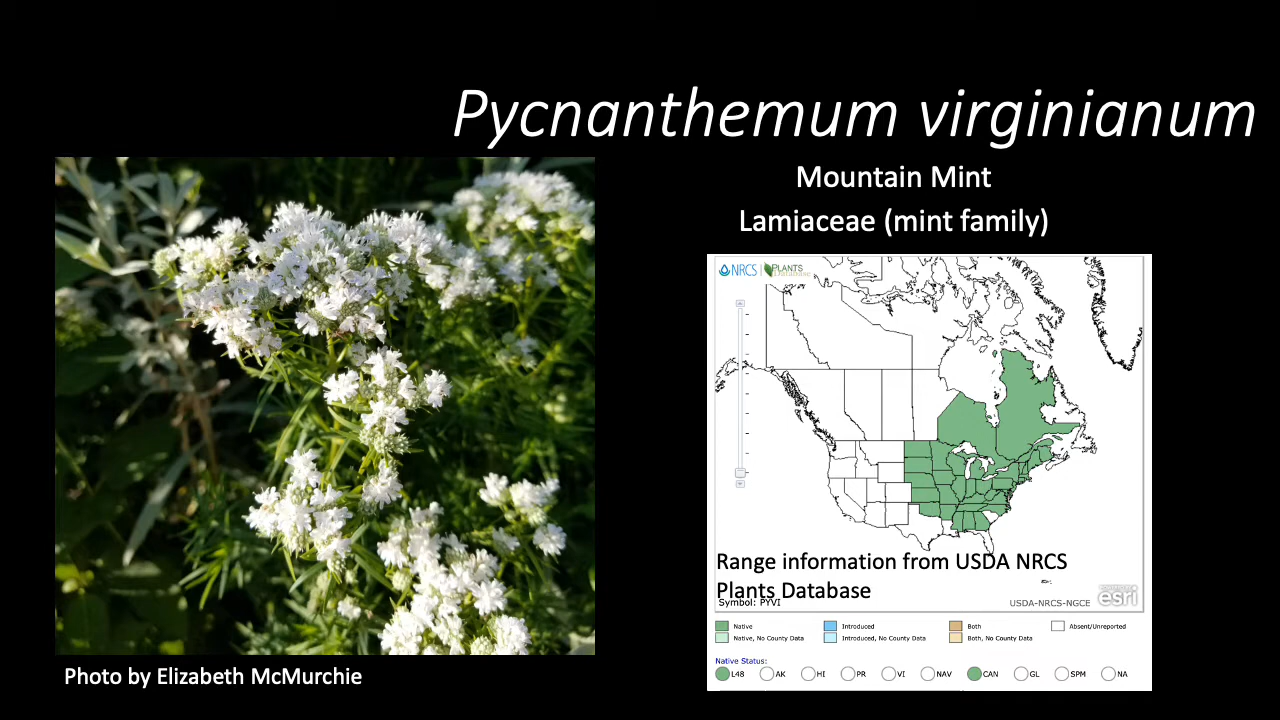 Pycnanthemum virginianum
Mountain Mint
Lamiaceae (mint family)
NRCS | PLANTS
Database
Range information from USDA NRCS
Plants Database
Symbol: PYVI
USDA-NRCS-NGCE
esri
Native Introduced Both Absent/Unreported
Native, No County Data Introduced, No County Data Both, No County Data
Native Status:
L48 AK HI PR VI NAV CAN GL SPM NA
Photo by Elizabeth McMurchie